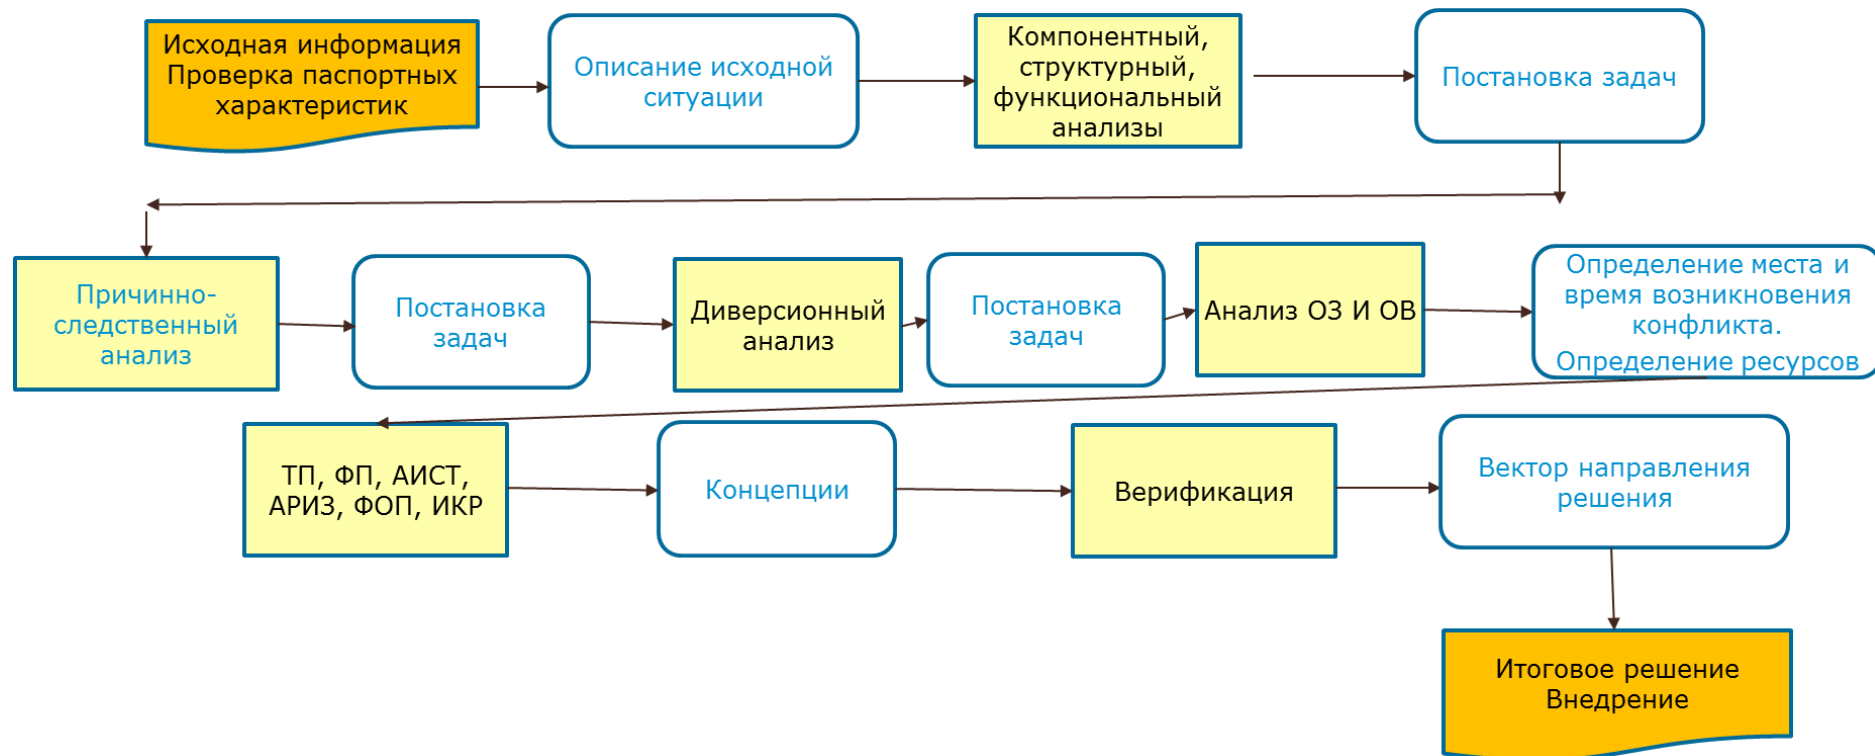 Исходная информация
Проверка паспортных
характеристик
Описание исходной
ситуации
Компонентный,
структурный,
функциональный
анализы
Постановка задач
Причинно-
следственный
анализ
Постановка
задач
Диверсионный
анализ
Постановка
задач
Анализ ОЗ И ОВ
Определение места и
время возникновения
конфликта.
Определение ресурсов
ТП, ФП, АИСТ,
АРИЗ, ФОП, ИКР
Концепции
Верификация
Вектор направления
решения
Итоговое решение
Внедрение